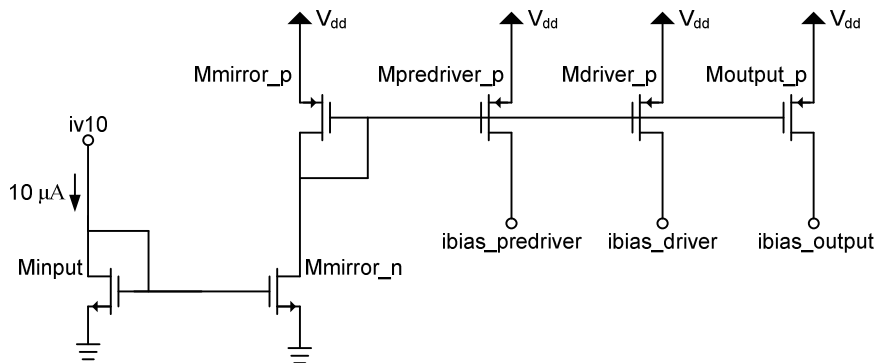 Vdd Vdd Vdd Vdd
Mmirror_p Mpredriver_p Mdriver_p Moutput_p
iv10
10 µA
ibias_predriver ibias_driver ibias_output
Minput Mmirror_n